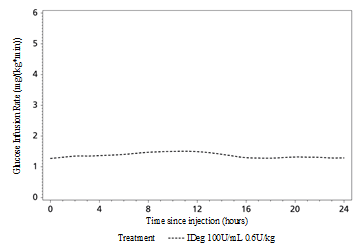 Glucose Infusion Rate (mg/(kg*min))
6
5
4
3
2
1
0
0 4 8 12 16 20 24
Time since injection (hours)
Treatment IDeg 100U/mL 0.6U/kg